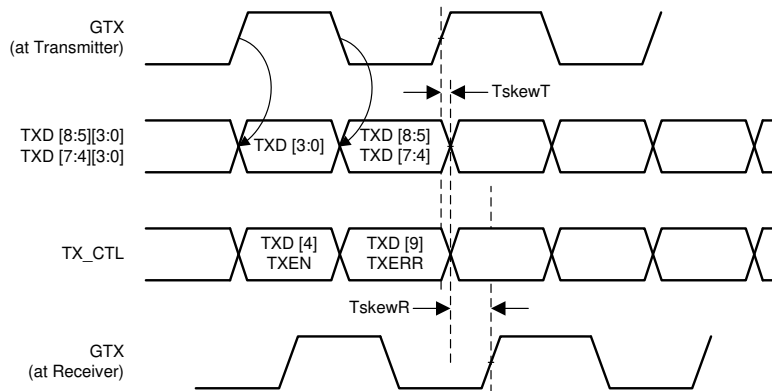 GTX
(at Transmitter)
TskewT
TXD [8:5][3:0]
TXD [7:4][3:0]
TXD [3:0]
TXD [8:5]
TXD [7:4]
TX_CTL
TXD [4]
TXEN
TXD [9]
TXERR
TskewR
GTX
(at Receiver)